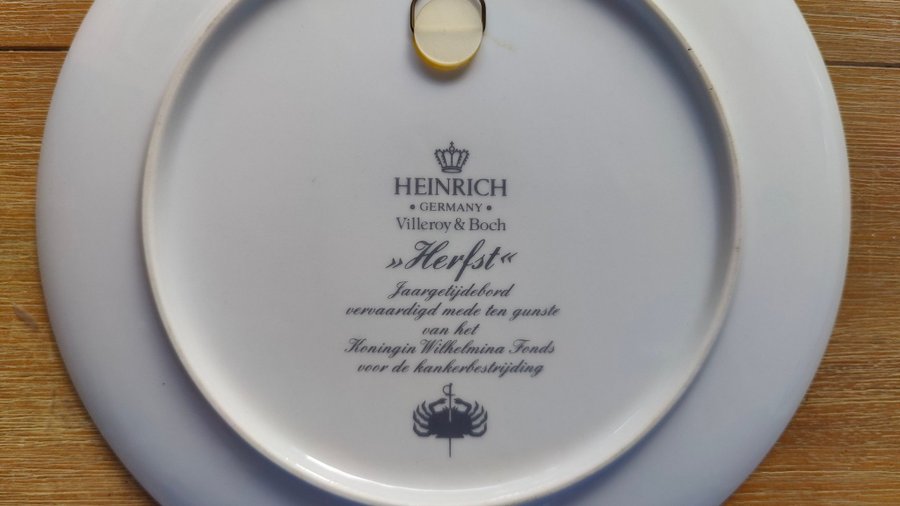 HEINRICH
• GERMANY •
Villeroy & Boch
»Herfst«
Jaargetijdebord
vervaardigd mede ten gunste
van het
Koningin Wilhelmina Fonds
voor de kankerbestrijding